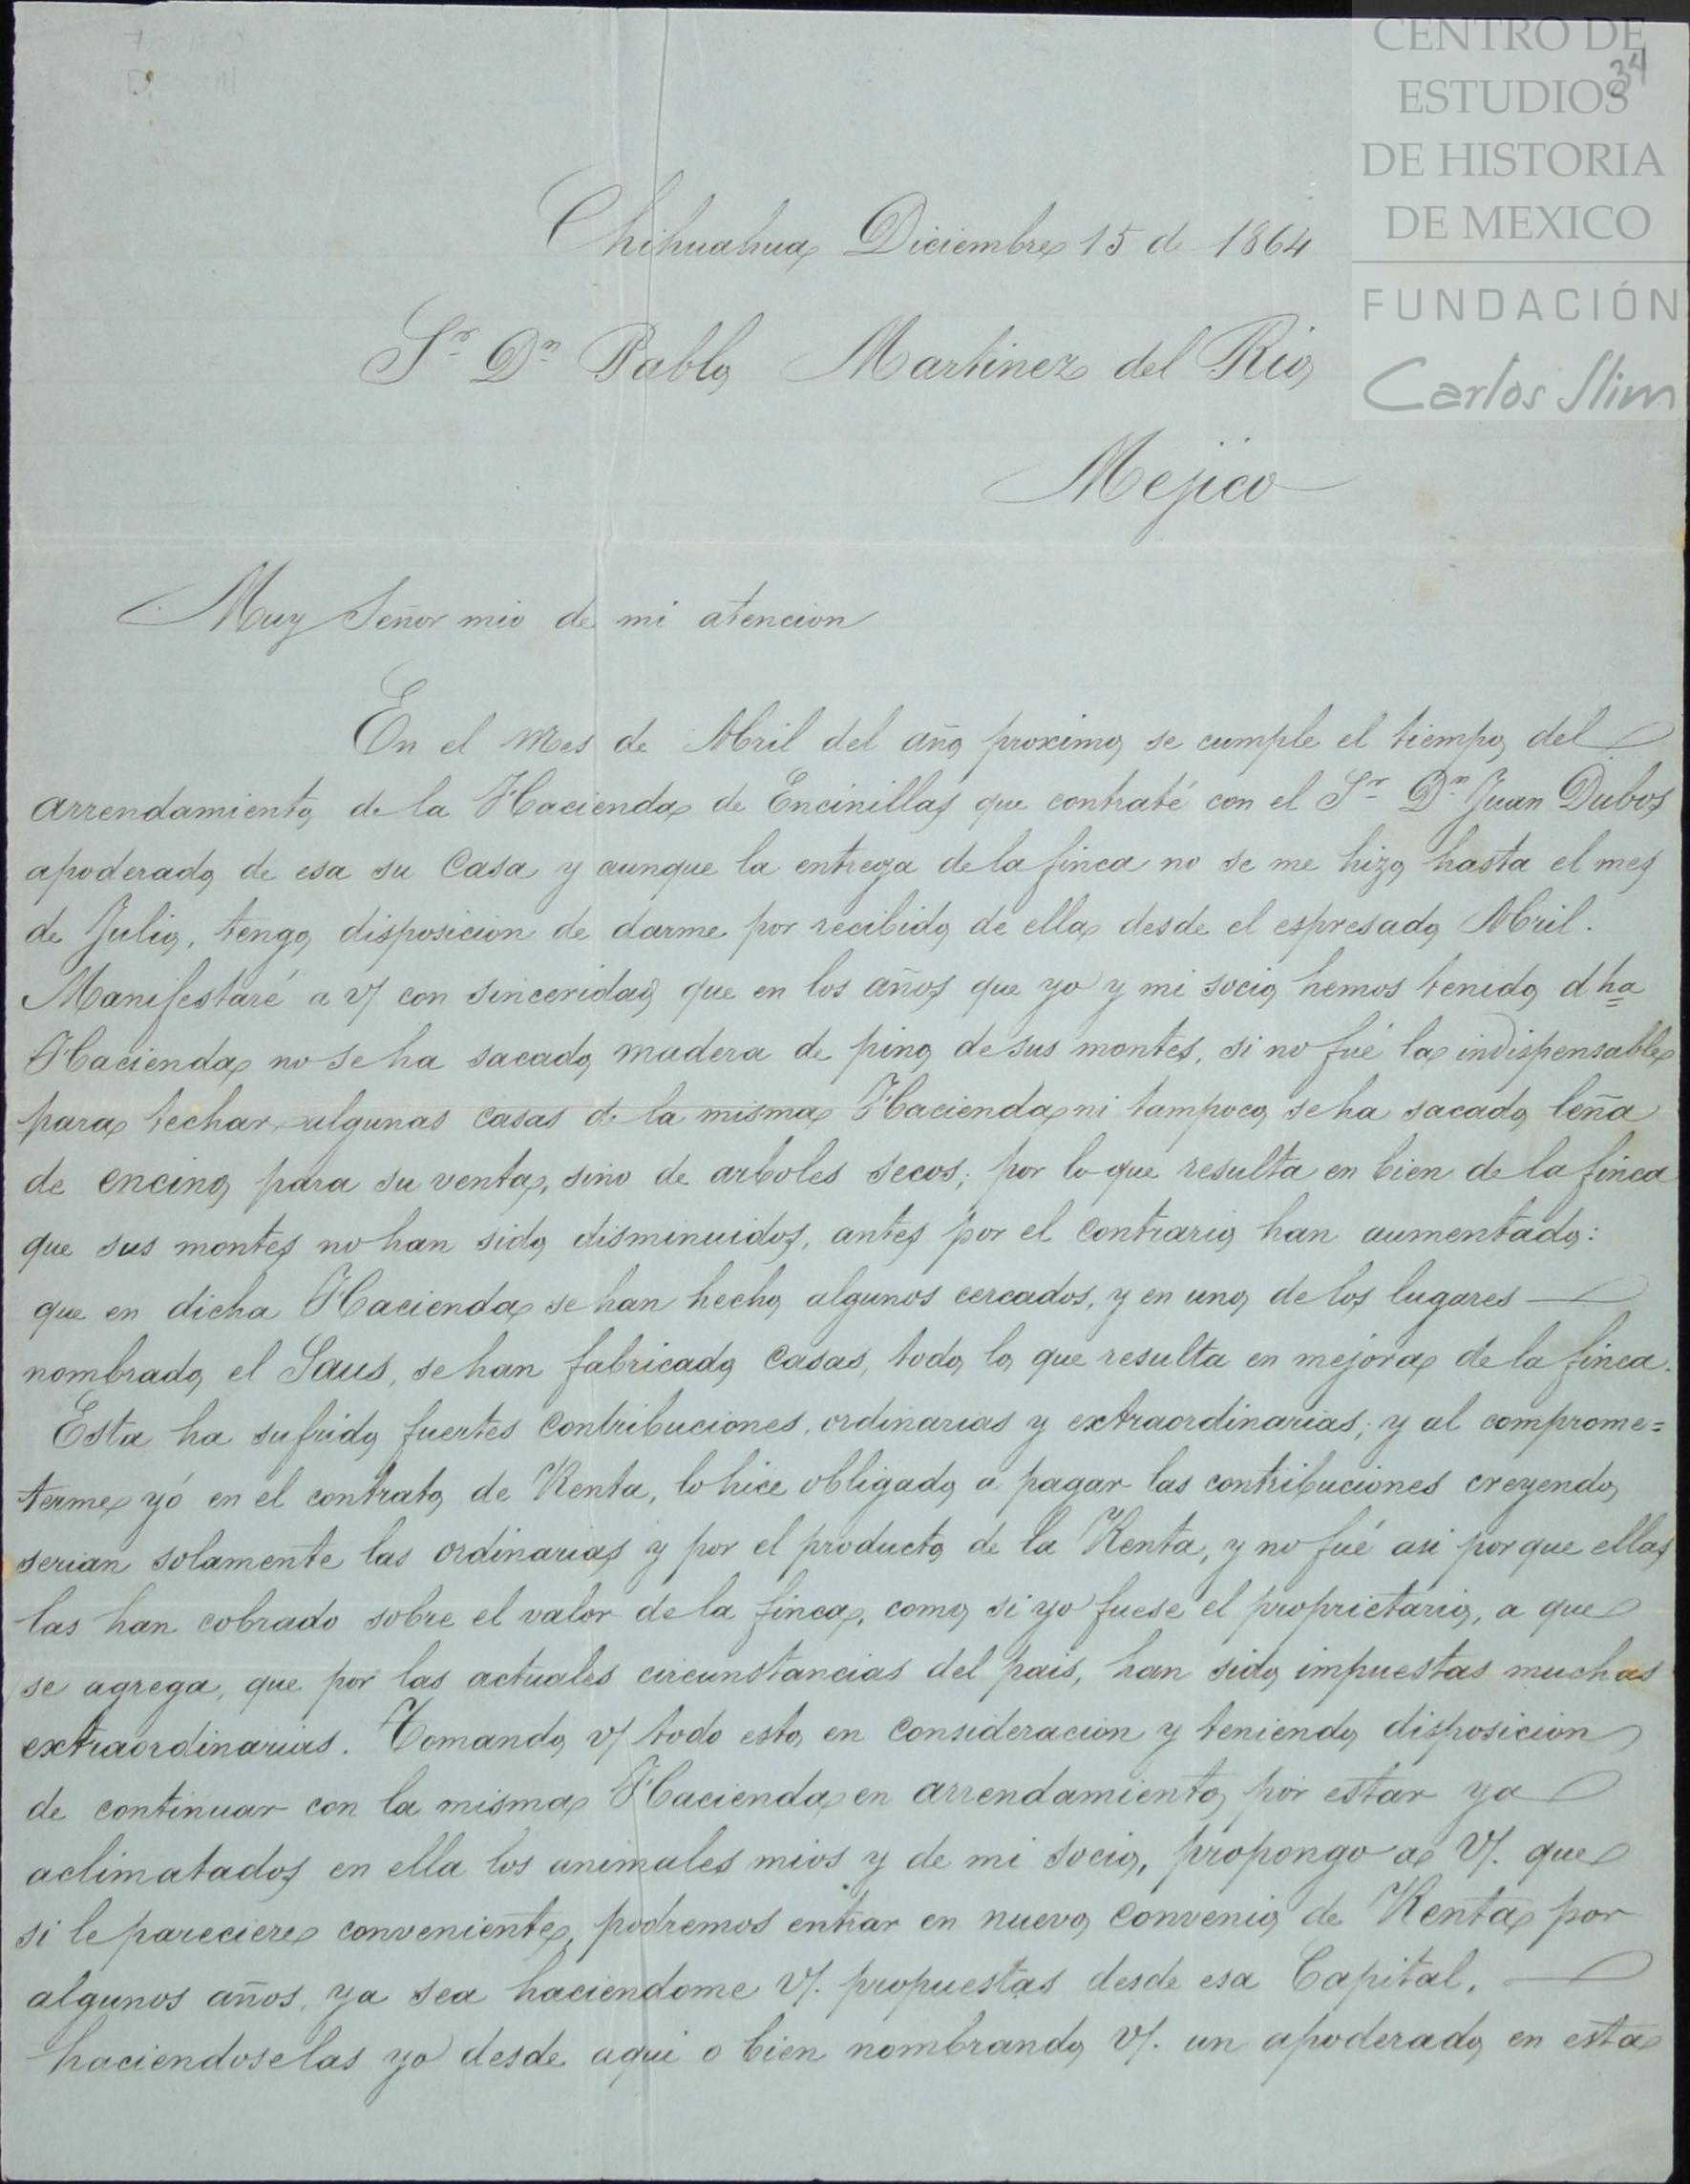 CENTRO DE
ESTUDIOS
DE HISTORIA
DE MEXICO
FUNDACIÓN
Carlos Slim
34
Chihuahua Diciembre 15 de 1864
Sr. Dn. Pablo Martinez del Rio
Mejico
Muy Señor mio de mi atencion
En el mes de Abril del año proximo se cumple el tiempo del
arrendamiento de la Hacienda de Encinillas que contraté con el Sr. Dn. Juan Dubos
apoderado de esa su Casa y aunque la entrega de la finca no se me hizo hasta el mes
de Julio, tengo disposicion de darme por recibido de ella desde el espresado Abril.
Manifestaré a V con sinceridad que en los años que yo y mi socio hemos tenido dha
Hacienda no se ha sacado madera de pino de sus montes, si no fué la indispensable
para techar algunas casas de la misma Hacienda ni tampoco se ha sacado leña
de encino para su venta, sino de arboles secos; por lo que resulta en bien de la finca
que sus montes no han sido disminuidos, antes por el contrario han aumentado:
que en dicha Hacienda se han hecho algunos cercados, y en uno de los lugares
nombrado el Saus, se han fabricado casas, todo lo que resulta en mejora de la finca.
Esta ha sufrido fuertes contribuciones, ordinarias y extraordinarias; y al comprome=
terme yó en el contrato de Renta, lo hice obligado a pagar las contribuciones creyendo
serian solamente las ordinarias y por el producto de la Renta, y no fué asi porque ellas
las han cobrado sobre el valor de la finca, como si yo fuese el proprietario, a que
se agrega, que por las actuales circunstancias del pais, han sido impuestas muchas
extraordinarias. Tomando V todo esto en consideracion y teniendo disposicion
de continuar con la misma Hacienda en arrendamiento por estar ya
aclimatados en ella los animales mios y de mi socio, propongo a V. que
si le pareciere conveniente, podremos entrar en nuevo convenio de Renta por
algunos años, ya sea haciendome V. propuestas desde esa Capital,
haciendoselas yo desde aqui o bien nombrando V. un apoderado en esta